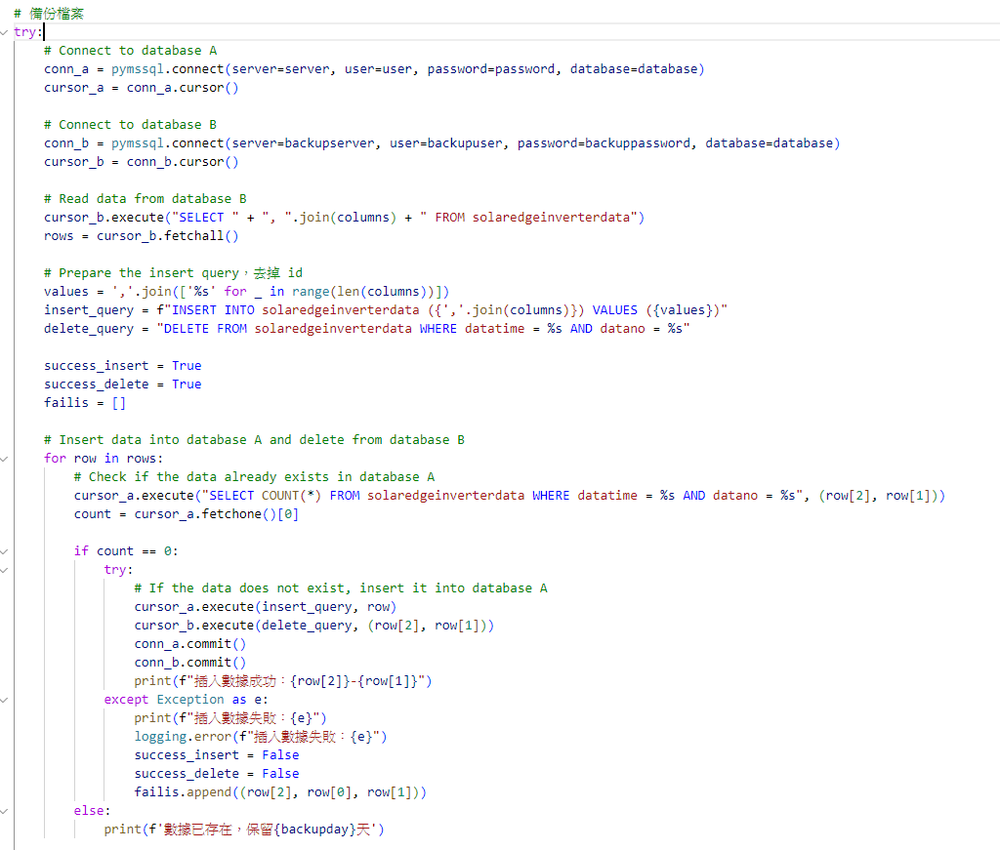 # 備份檔案
try:
    # Connect to database A
    conn_a = pymssql.connect(server=server, user=user, password=password, database=database)
    cursor_a = conn_a.cursor()

    # Connect to database B
    conn_b = pymssql.connect(server=backupserver, user=backupuser, password=backuppassword, database=database)
    cursor_b = conn_b.cursor()

    # Read data from database B
    cursor_b.execute("SELECT " + ", ".join(columns) + " FROM solaredgeinverterdata")
    rows = cursor_b.fetchall()

    # Prepare the insert query，去掉 id
    values = ','.join(['%s' for _ in range(len(columns))])
    insert_query = f"INSERT INTO solaredgeinverterdata ({','.join(columns)}) VALUES ({values})"
    delete_query = "DELETE FROM solaredgeinverterdata WHERE datatime = %s AND datano = %s"

    success_insert = True
    success_delete = True
    failis = []

    # Insert data into database A and delete from database B
    for row in rows:
        # Check if the data already exists in database A
        cursor_a.execute("SELECT COUNT(*) FROM solaredgeinverterdata WHERE datatime = %s AND datano = %s", (row[2], row[1]))
        count = cursor_a.fetchone()[0]

        if count == 0:
            try:
                # If the data does not exist, insert it into database A
                cursor_a.execute(insert_query, row)
                cursor_b.execute(delete_query, (row[2], row[1]))
                conn_a.commit()
                conn_b.commit()
                print(f"插入數據成功：{row[2]}-{row[1]}")
            except Exception as e:
                print(f"插入數據失敗：{e}")
                logging.error(f"插入數據失敗：{e}")
                success_insert = False
                success_delete = False
                failis.append((row[2], row[0], row[1]))
        else:
            print(f'數據已存在，保留{backupday}天')